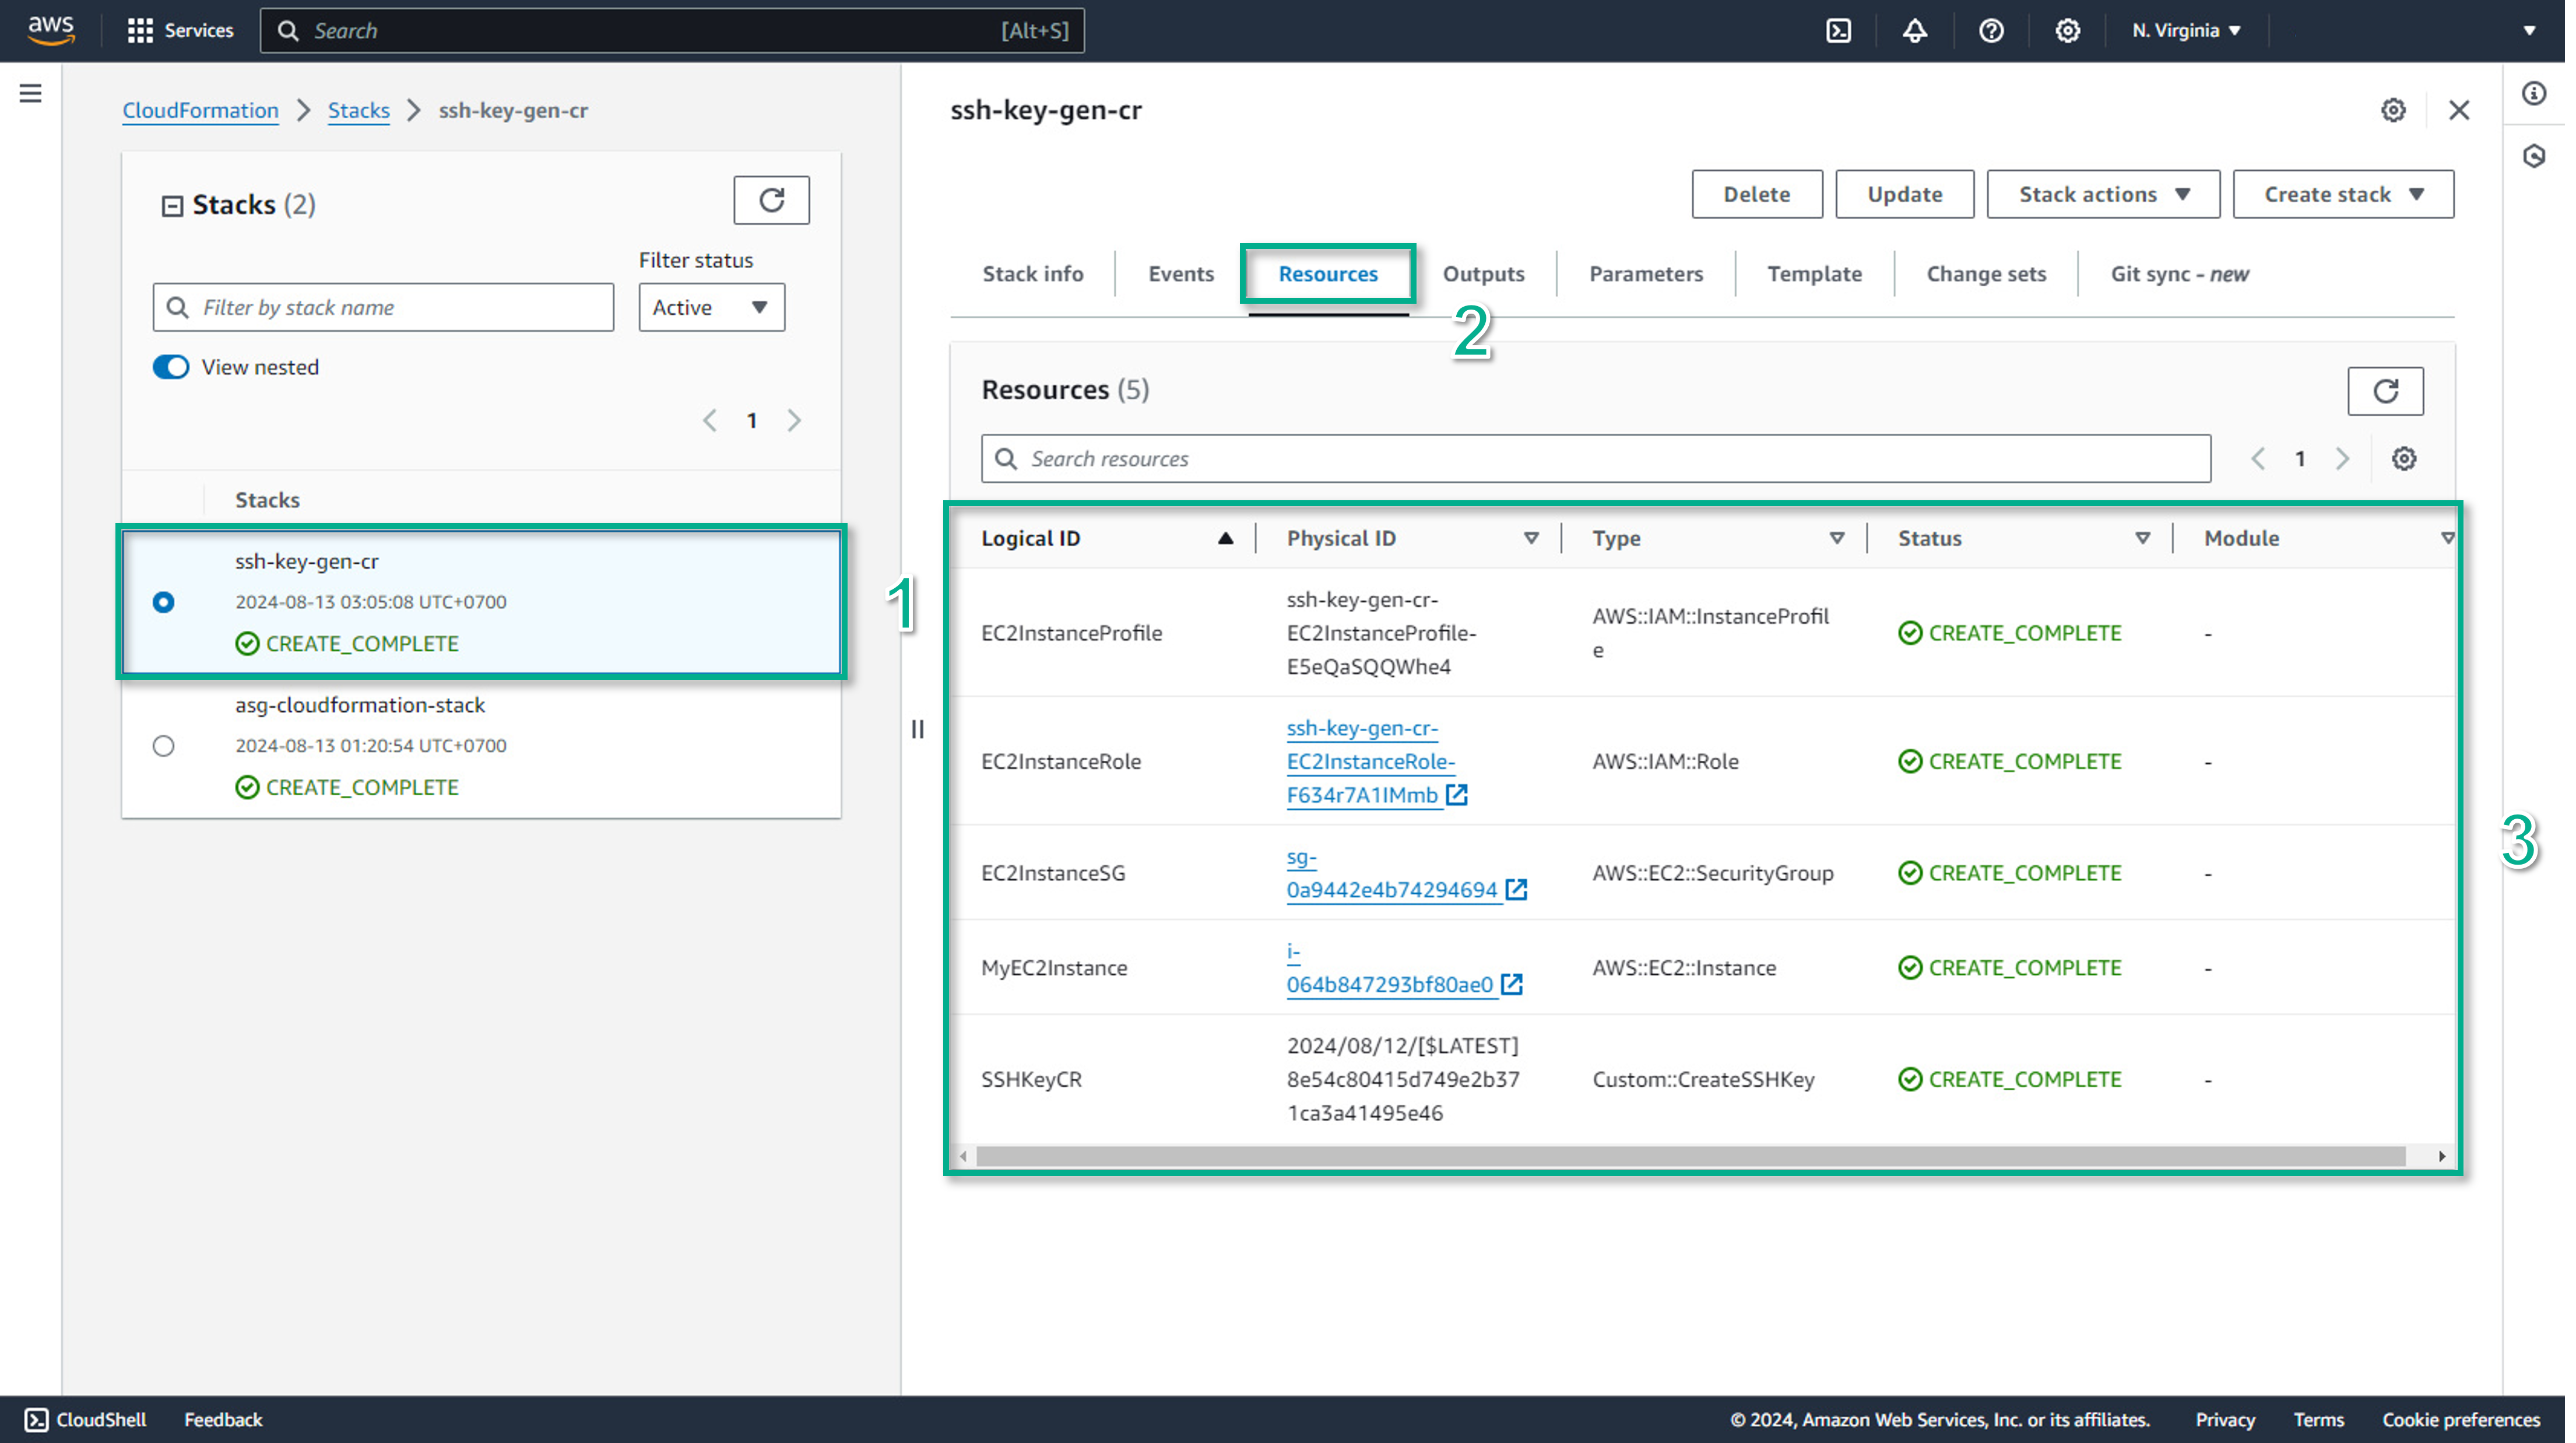 aws
Services
Search [Alt+S]
N. Virginia
CloudFormation Stacks ssh-key-gen-cr
Stacks (2)
Filter status
Filter by stack name
Active
View nested
1
Stacks
ssh-key-gen-cr
2024-08-13 03:05:08 UTC+0700
CREATE_COMPLETE
1
asg-cloudformation-stack
2024-08-13 01:20:54 UTC+0700
CREATE_COMPLETE
ssh-key-gen-cr
Delete
Update
Stack actions
Create stack
Stack info
Events
Resources
Outputs
Parameters
Template
Change sets
Git sync - new
2
Resources (5)
Search resources
1
Logical ID
Physical ID
Type
Status
Module
EC2InstanceProfile
ssh-key-gen-cr-
EC2InstanceProfile-
E5eQaSQQWhe4
AWS::IAM::InstanceProfil
e
CREATE_COMPLETE
-
EC2InstanceRole
ssh-key-gen-cr-
EC2InstanceRole-
F634r7A1IMmb
AWS::IAM::Role
CREATE_COMPLETE
-
EC2InstanceSG
sg-
0a9442e4b74294694
AWS::EC2::SecurityGroup
CREATE_COMPLETE
-
MyEC2Instance
i-
064b847293bf80ae0
AWS::EC2::Instance
CREATE_COMPLETE
-
SSHKeyCR
2024/08/12/[$LATEST]
8e54c80415d749e2b37
1ca3a41495e46
Custom::CreateSSHKey
CREATE_COMPLETE
-
3
CloudShell
Feedback
© 2024, Amazon Web Services, Inc. or its affiliates.
Privacy
Terms
Cookie preferences